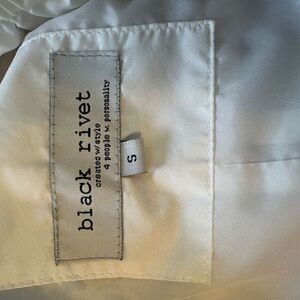 black rivet
created w/style
4 people w. personality
S